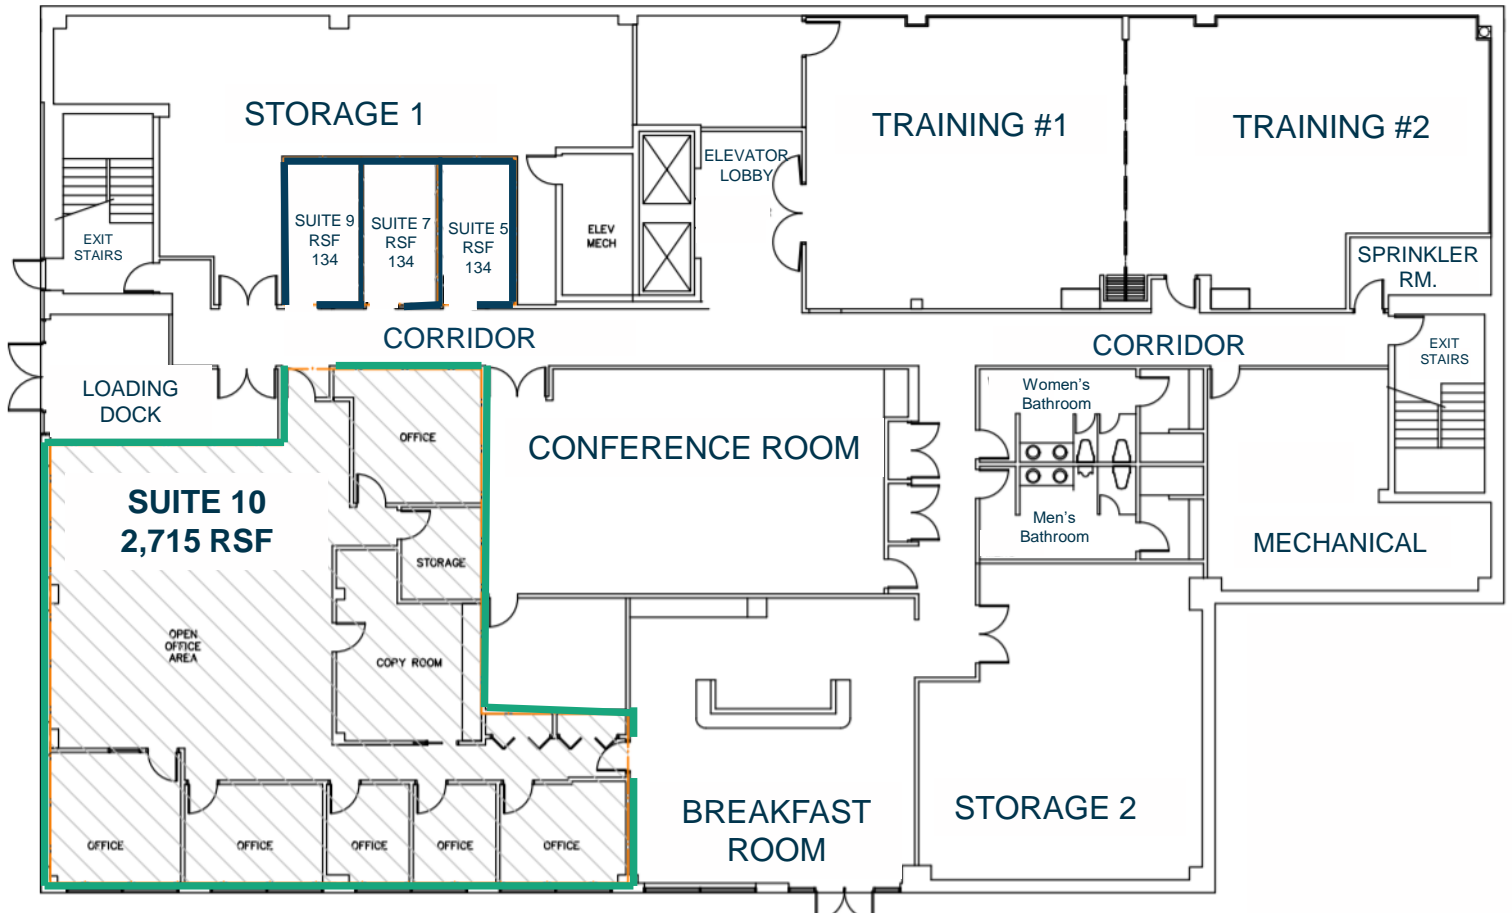 STORAGE 1
TRAINING #1
TRAINING #2
ELEVATOR
LOBBY
SUITE 9
RSF
134
SUITE 7
RSF
134
SUITE 5
RSF
134
ELEV
MECH
EXIT
STAIRS
SPRINKLER
RM.
CORRIDOR
CORRIDOR
EXIT
STAIRS
LOADING
DOCK
Women's
Bathroom
OFFICE
CONFERENCE ROOM
SUITE 10
2,715 RSF
Men's
Bathroom
MECHANICAL
STORAGE
OPEN
OFFICE
AREA
COPY ROOM
BREAKFAST
ROOM
STORAGE 2
OFFICE
OFFICE
OFFICE
OFFICE
OFFICE